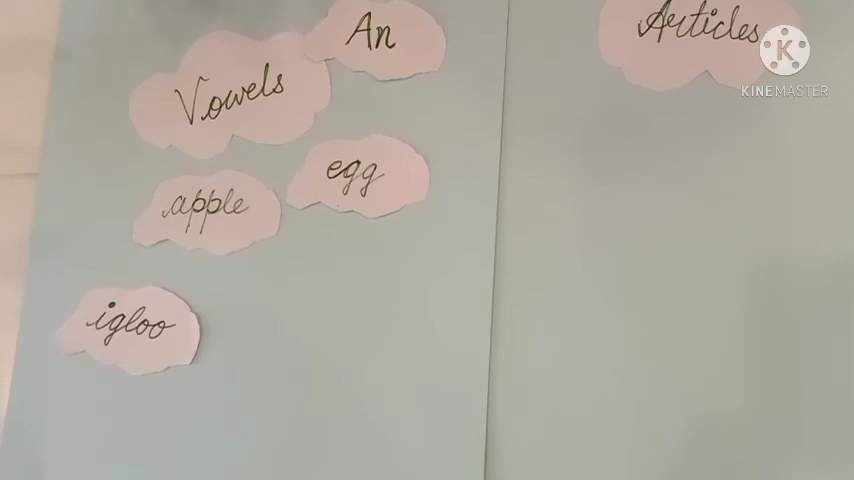 An
Articles
Vowels
egg
apple
igloo
KINEMASTER